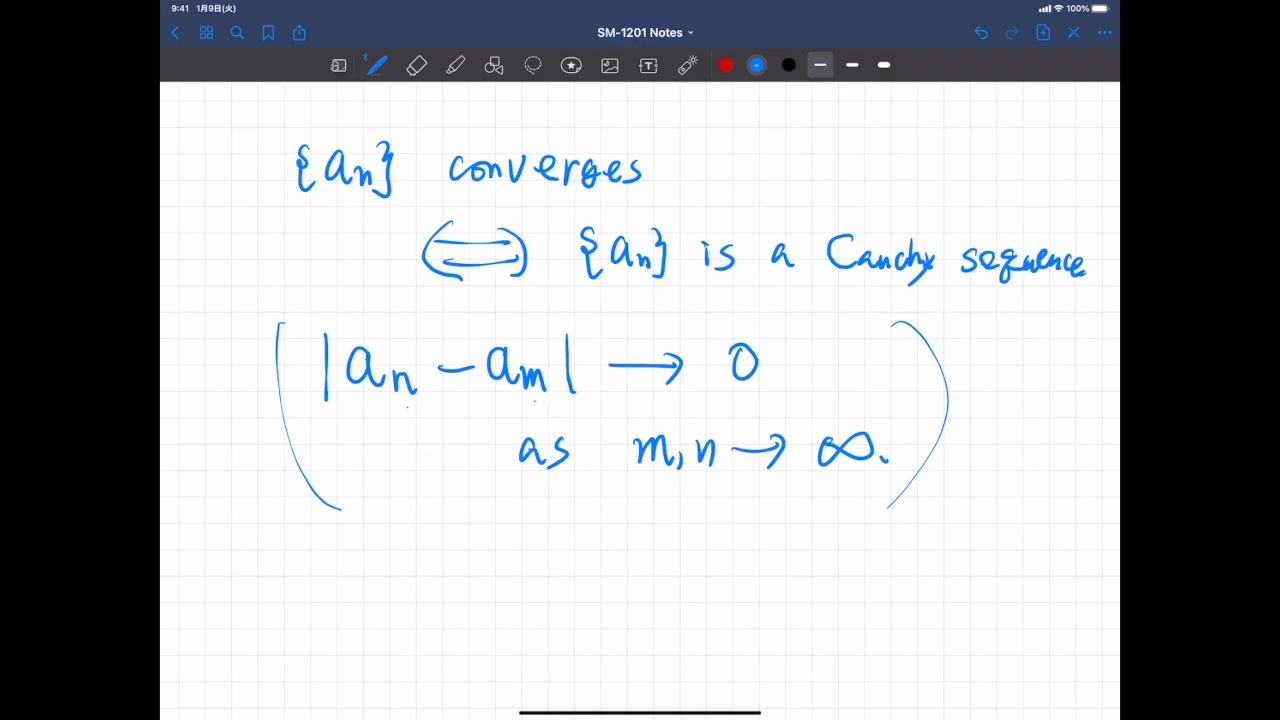 9:41 1月9日(火) 100%
SM-1201 Notes
{aₙ} converges
⟺ {aₙ} is a Cauchy sequence
( |aₙ − aₘ| → 0
as m, n → ∞. )